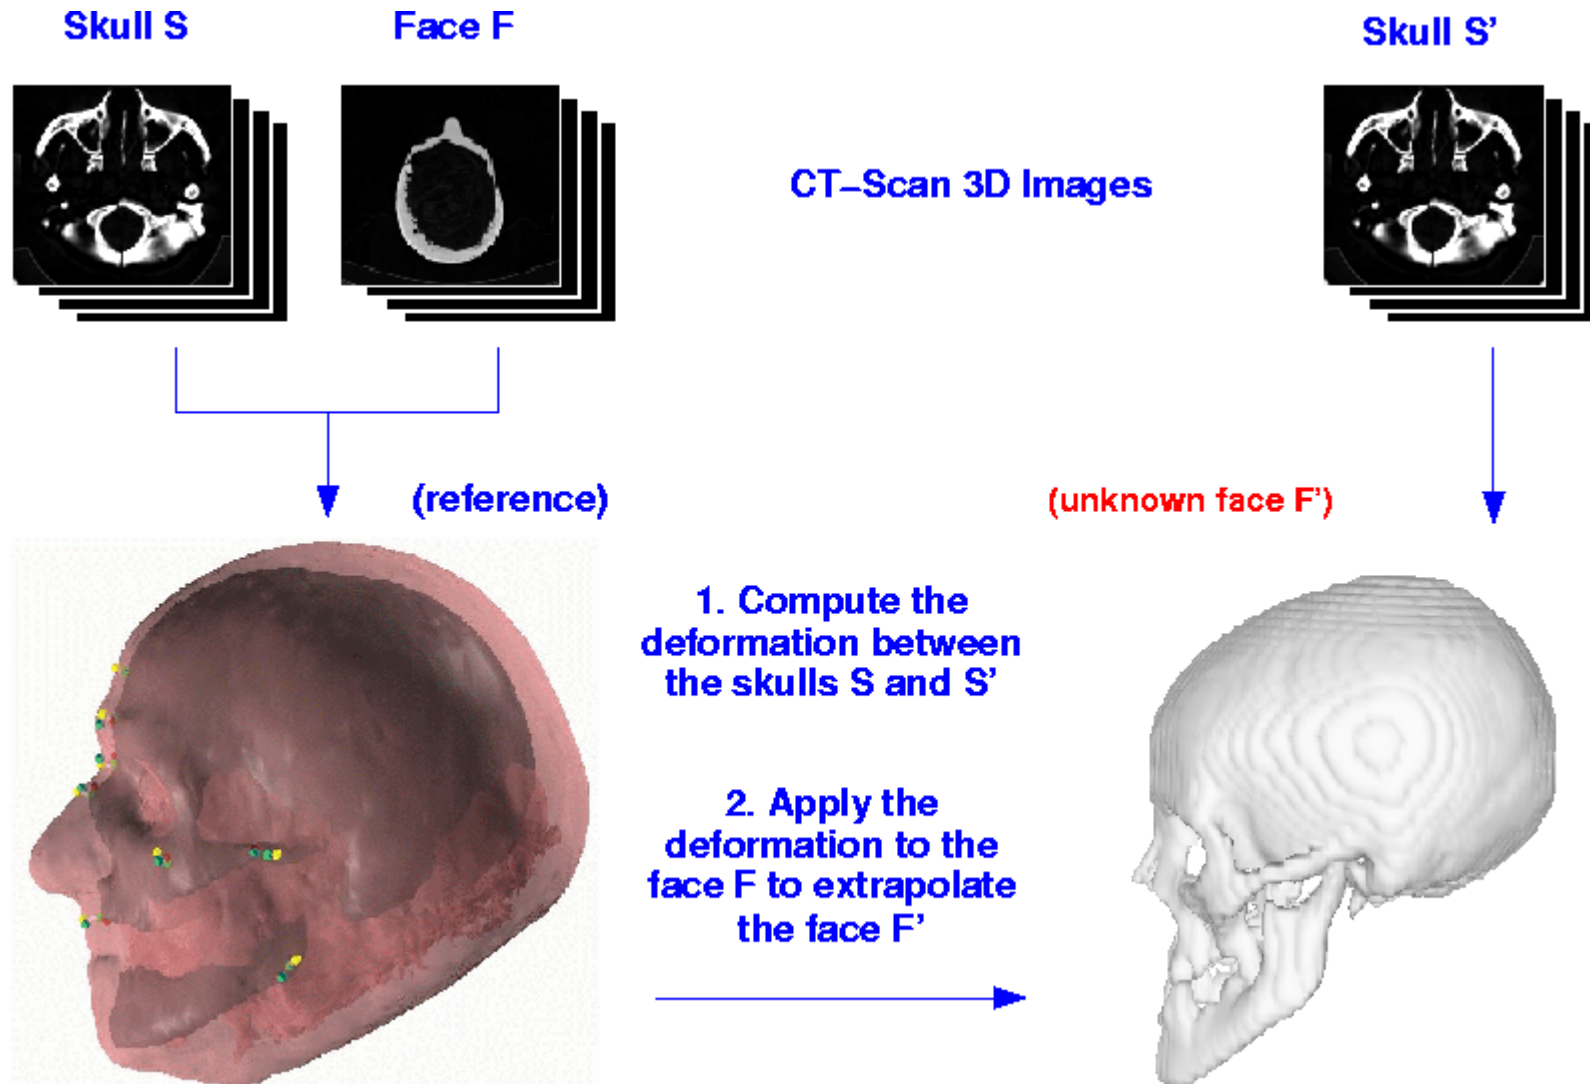 Skull S
Face F
Skull S’
CT–Scan 3D Images
(reference)
(unknown face F’)
1. Compute the
deformation between
the skulls S and S’
2. Apply the
deformation to the
face F to extrapolate
the face F’